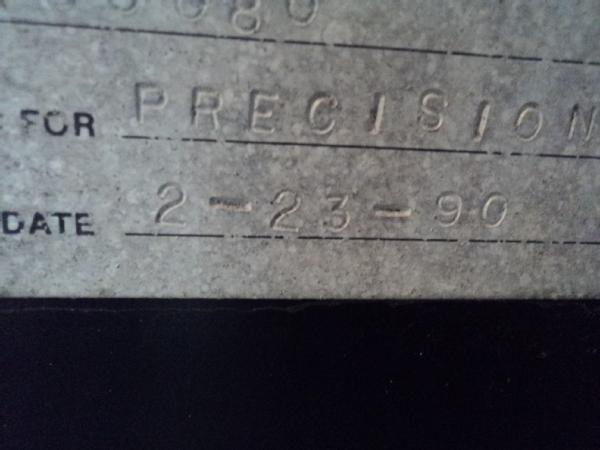 FOR PRECISION
DATE 2-23-90